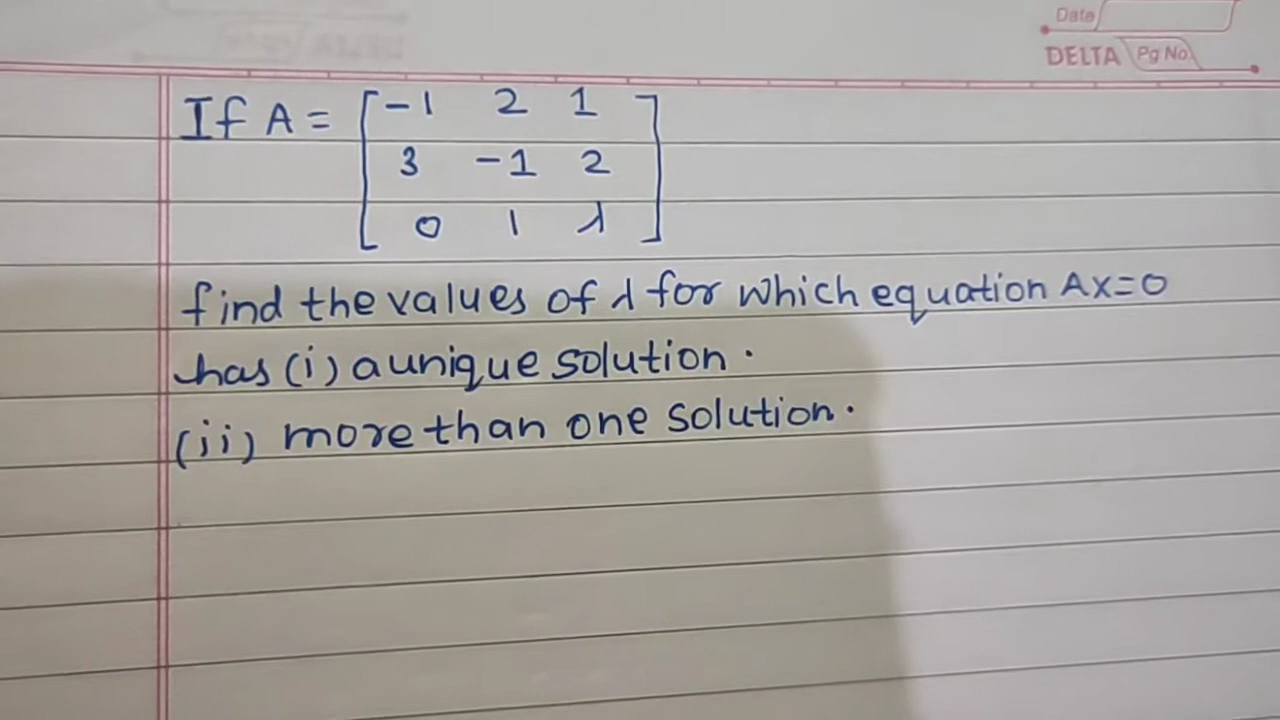 Date
DELTA Pg No.
If A = [ -1 2 1
3 -1 2
0 1 λ ]
find the values of λ for which equation AX=0
has (i) a unique solution.
(ii) more than one solution.